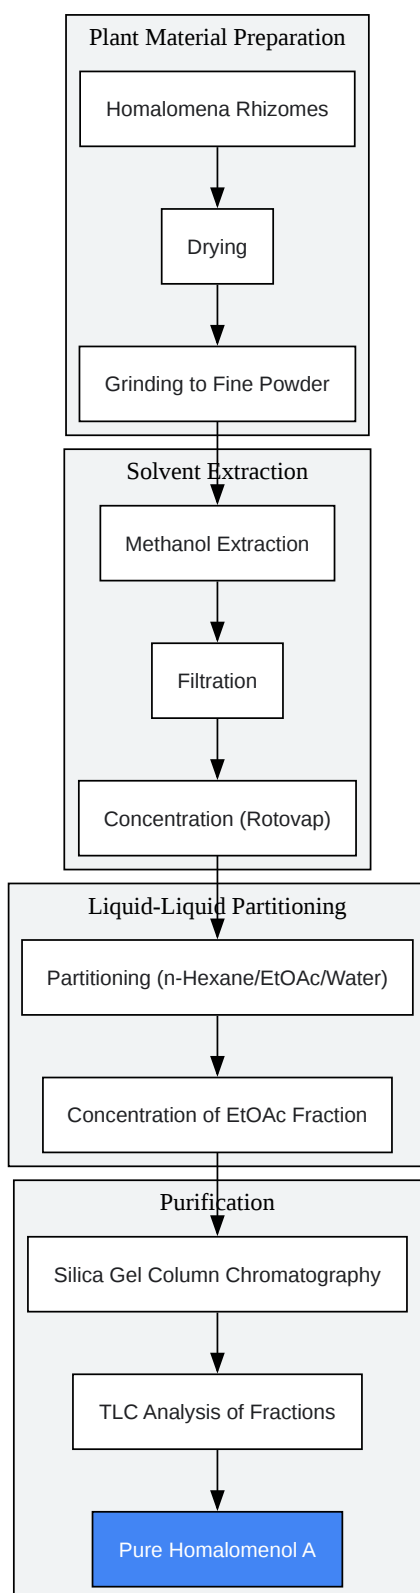 Plant Material Preparation
Homalomena Rhizomes
Drying
Grinding to Fine Powder
Solvent Extraction
Methanol Extraction
Filtration
Concentration (Rotovap)
Liquid-Liquid Partitioning
Partitioning (n-Hexane/EtOAc/Water)
Concentration of EtOAc Fraction
Purification
Silica Gel Column Chromatography
TLC Analysis of Fractions
Pure Homalomenol A